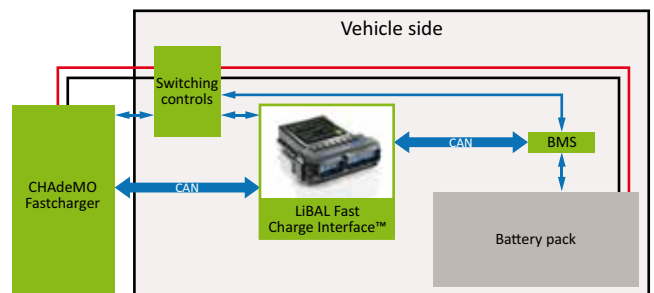 Vehicle side
Switching
controls
CHAdeMO
Fastcharger
CAN
LiBAL Fast
Charge Interface™
CAN
BMS
Battery pack